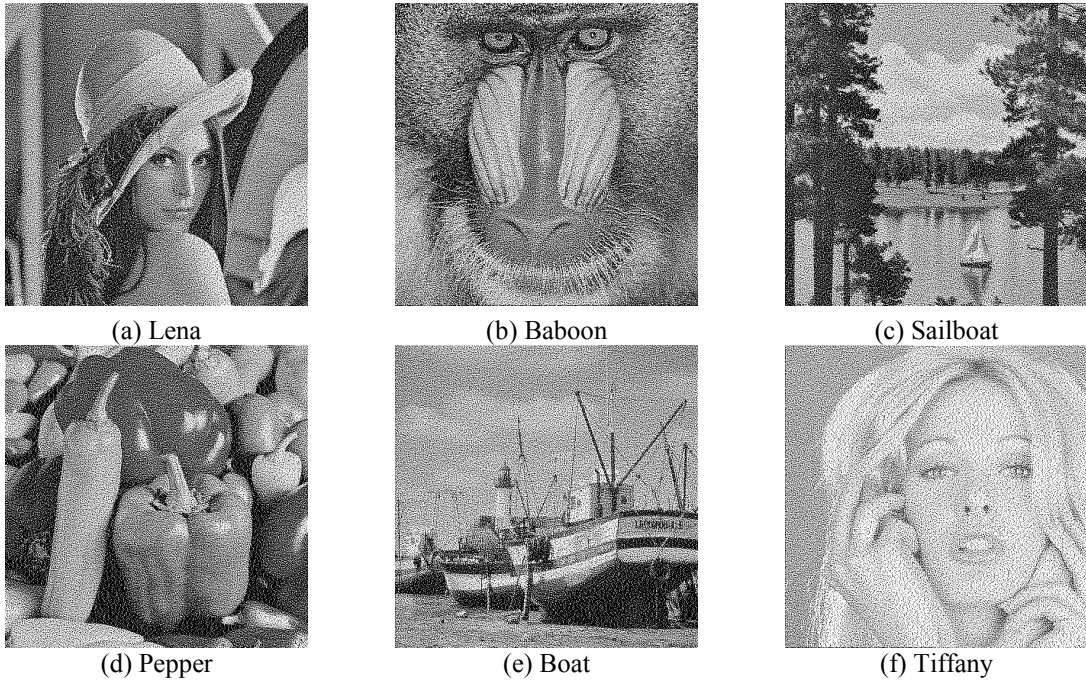 (a) Lena
(b) Baboon
(c) Sailboat
(d) Pepper
(e) Boat
(f) Tiffany